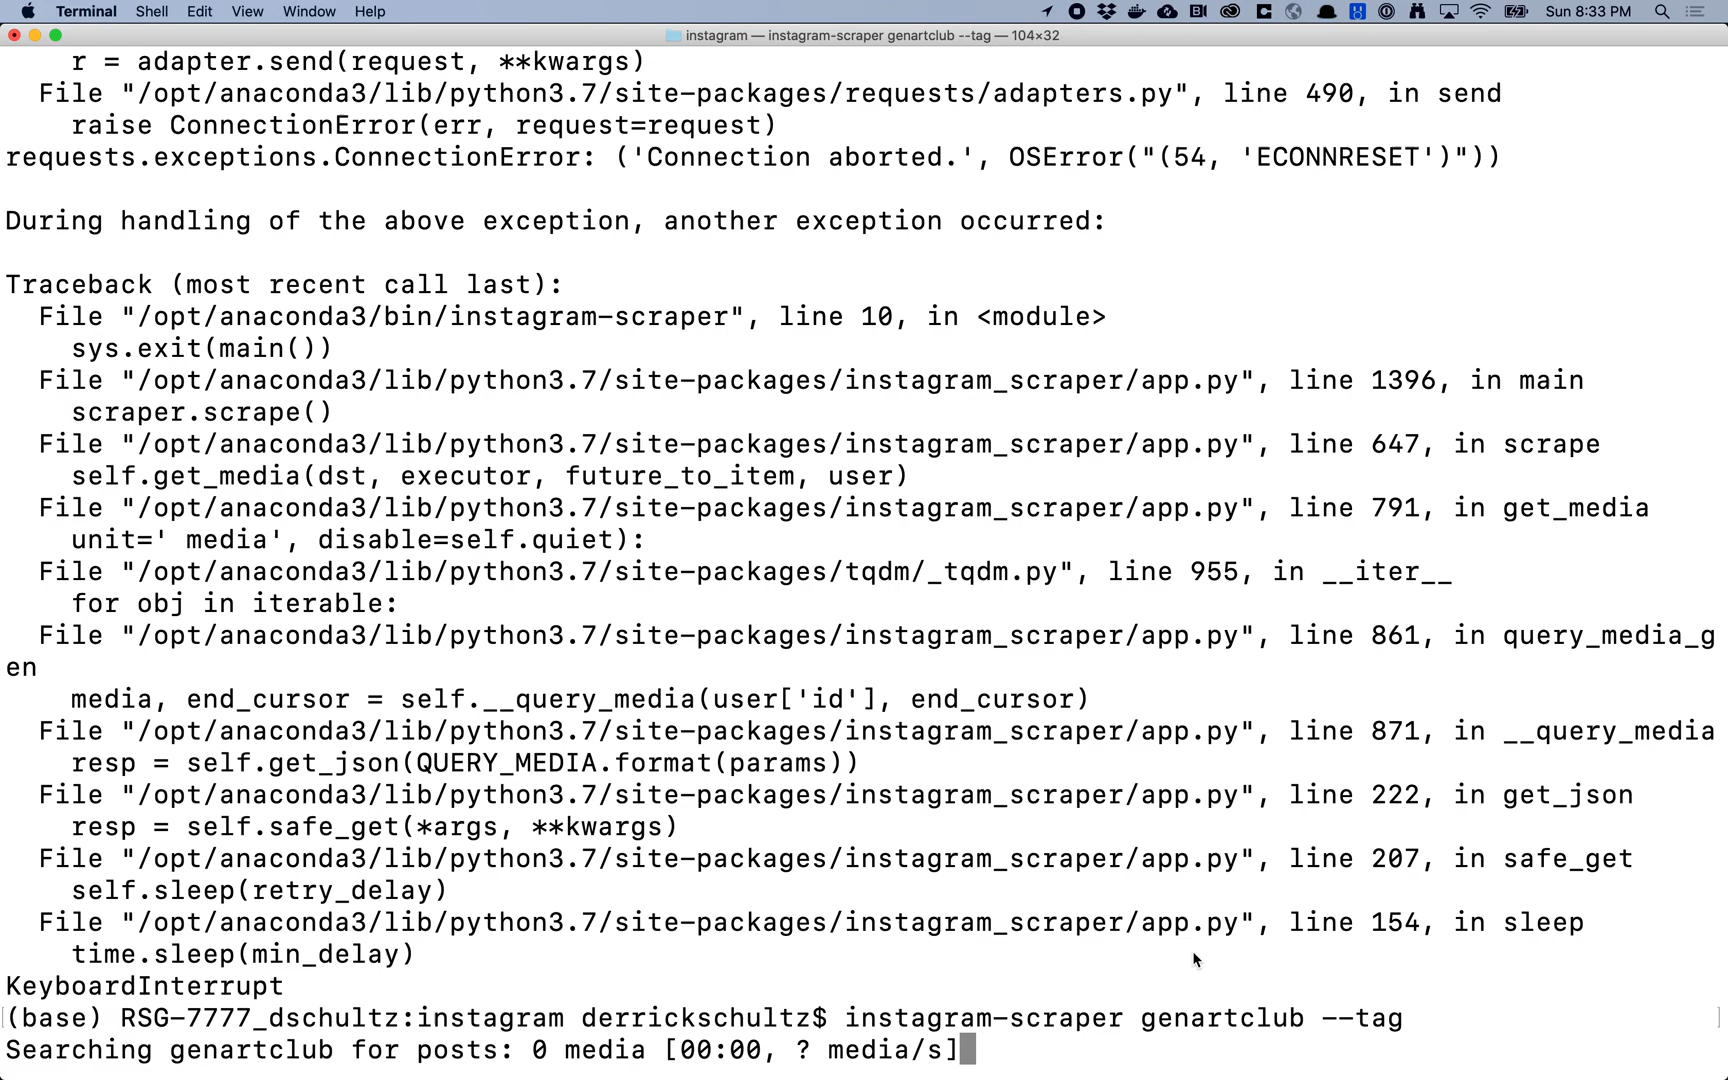 Terminal Shell Edit View Window Help Sun 8:33 PM
instagram — instagram-scraper genartclub --tag — 104×32
r = adapter.send(request, **kwargs)
File "/opt/anaconda3/lib/python3.7/site-packages/requests/adapters.py", line 490, in send
raise ConnectionError(err, request=request)
requests.exceptions.ConnectionError: ('Connection aborted.', OSError("(54, 'ECONNRESET')"))
During handling of the above exception, another exception occurred:
Traceback (most recent call last):
File "/opt/anaconda3/bin/instagram-scraper", line 10, in <module>
sys.exit(main())
File "/opt/anaconda3/lib/python3.7/site-packages/instagram_scraper/app.py", line 1396, in main
scraper.scrape()
File "/opt/anaconda3/lib/python3.7/site-packages/instagram_scraper/app.py", line 647, in scrape
self.get_media(dst, executor, future_to_item, user)
File "/opt/anaconda3/lib/python3.7/site-packages/instagram_scraper/app.py", line 791, in get_media
unit=' media', disable=self.quiet):
File "/opt/anaconda3/lib/python3.7/site-packages/tqdm/_tqdm.py", line 955, in __iter__
for obj in iterable:
File "/opt/anaconda3/lib/python3.7/site-packages/instagram_scraper/app.py", line 861, in query_media_g
en
media, end_cursor = self.__query_media(user['id'], end_cursor)
File "/opt/anaconda3/lib/python3.7/site-packages/instagram_scraper/app.py", line 871, in __query_media
resp = self.get_json(QUERY_MEDIA.format(params))
File "/opt/anaconda3/lib/python3.7/site-packages/instagram_scraper/app.py", line 222, in get_json
resp = self.safe_get(*args, **kwargs)
File "/opt/anaconda3/lib/python3.7/site-packages/instagram_scraper/app.py", line 207, in safe_get
self.sleep(retry_delay)
File "/opt/anaconda3/lib/python3.7/site-packages/instagram_scraper/app.py", line 154, in sleep
time.sleep(min_delay)
KeyboardInterrupt
(base) RSG-7777_dschultz:instagram derrickschultz$ instagram-scraper genartclub --tag
Searching genartclub for posts: 0 media [00:00, ? media/s]